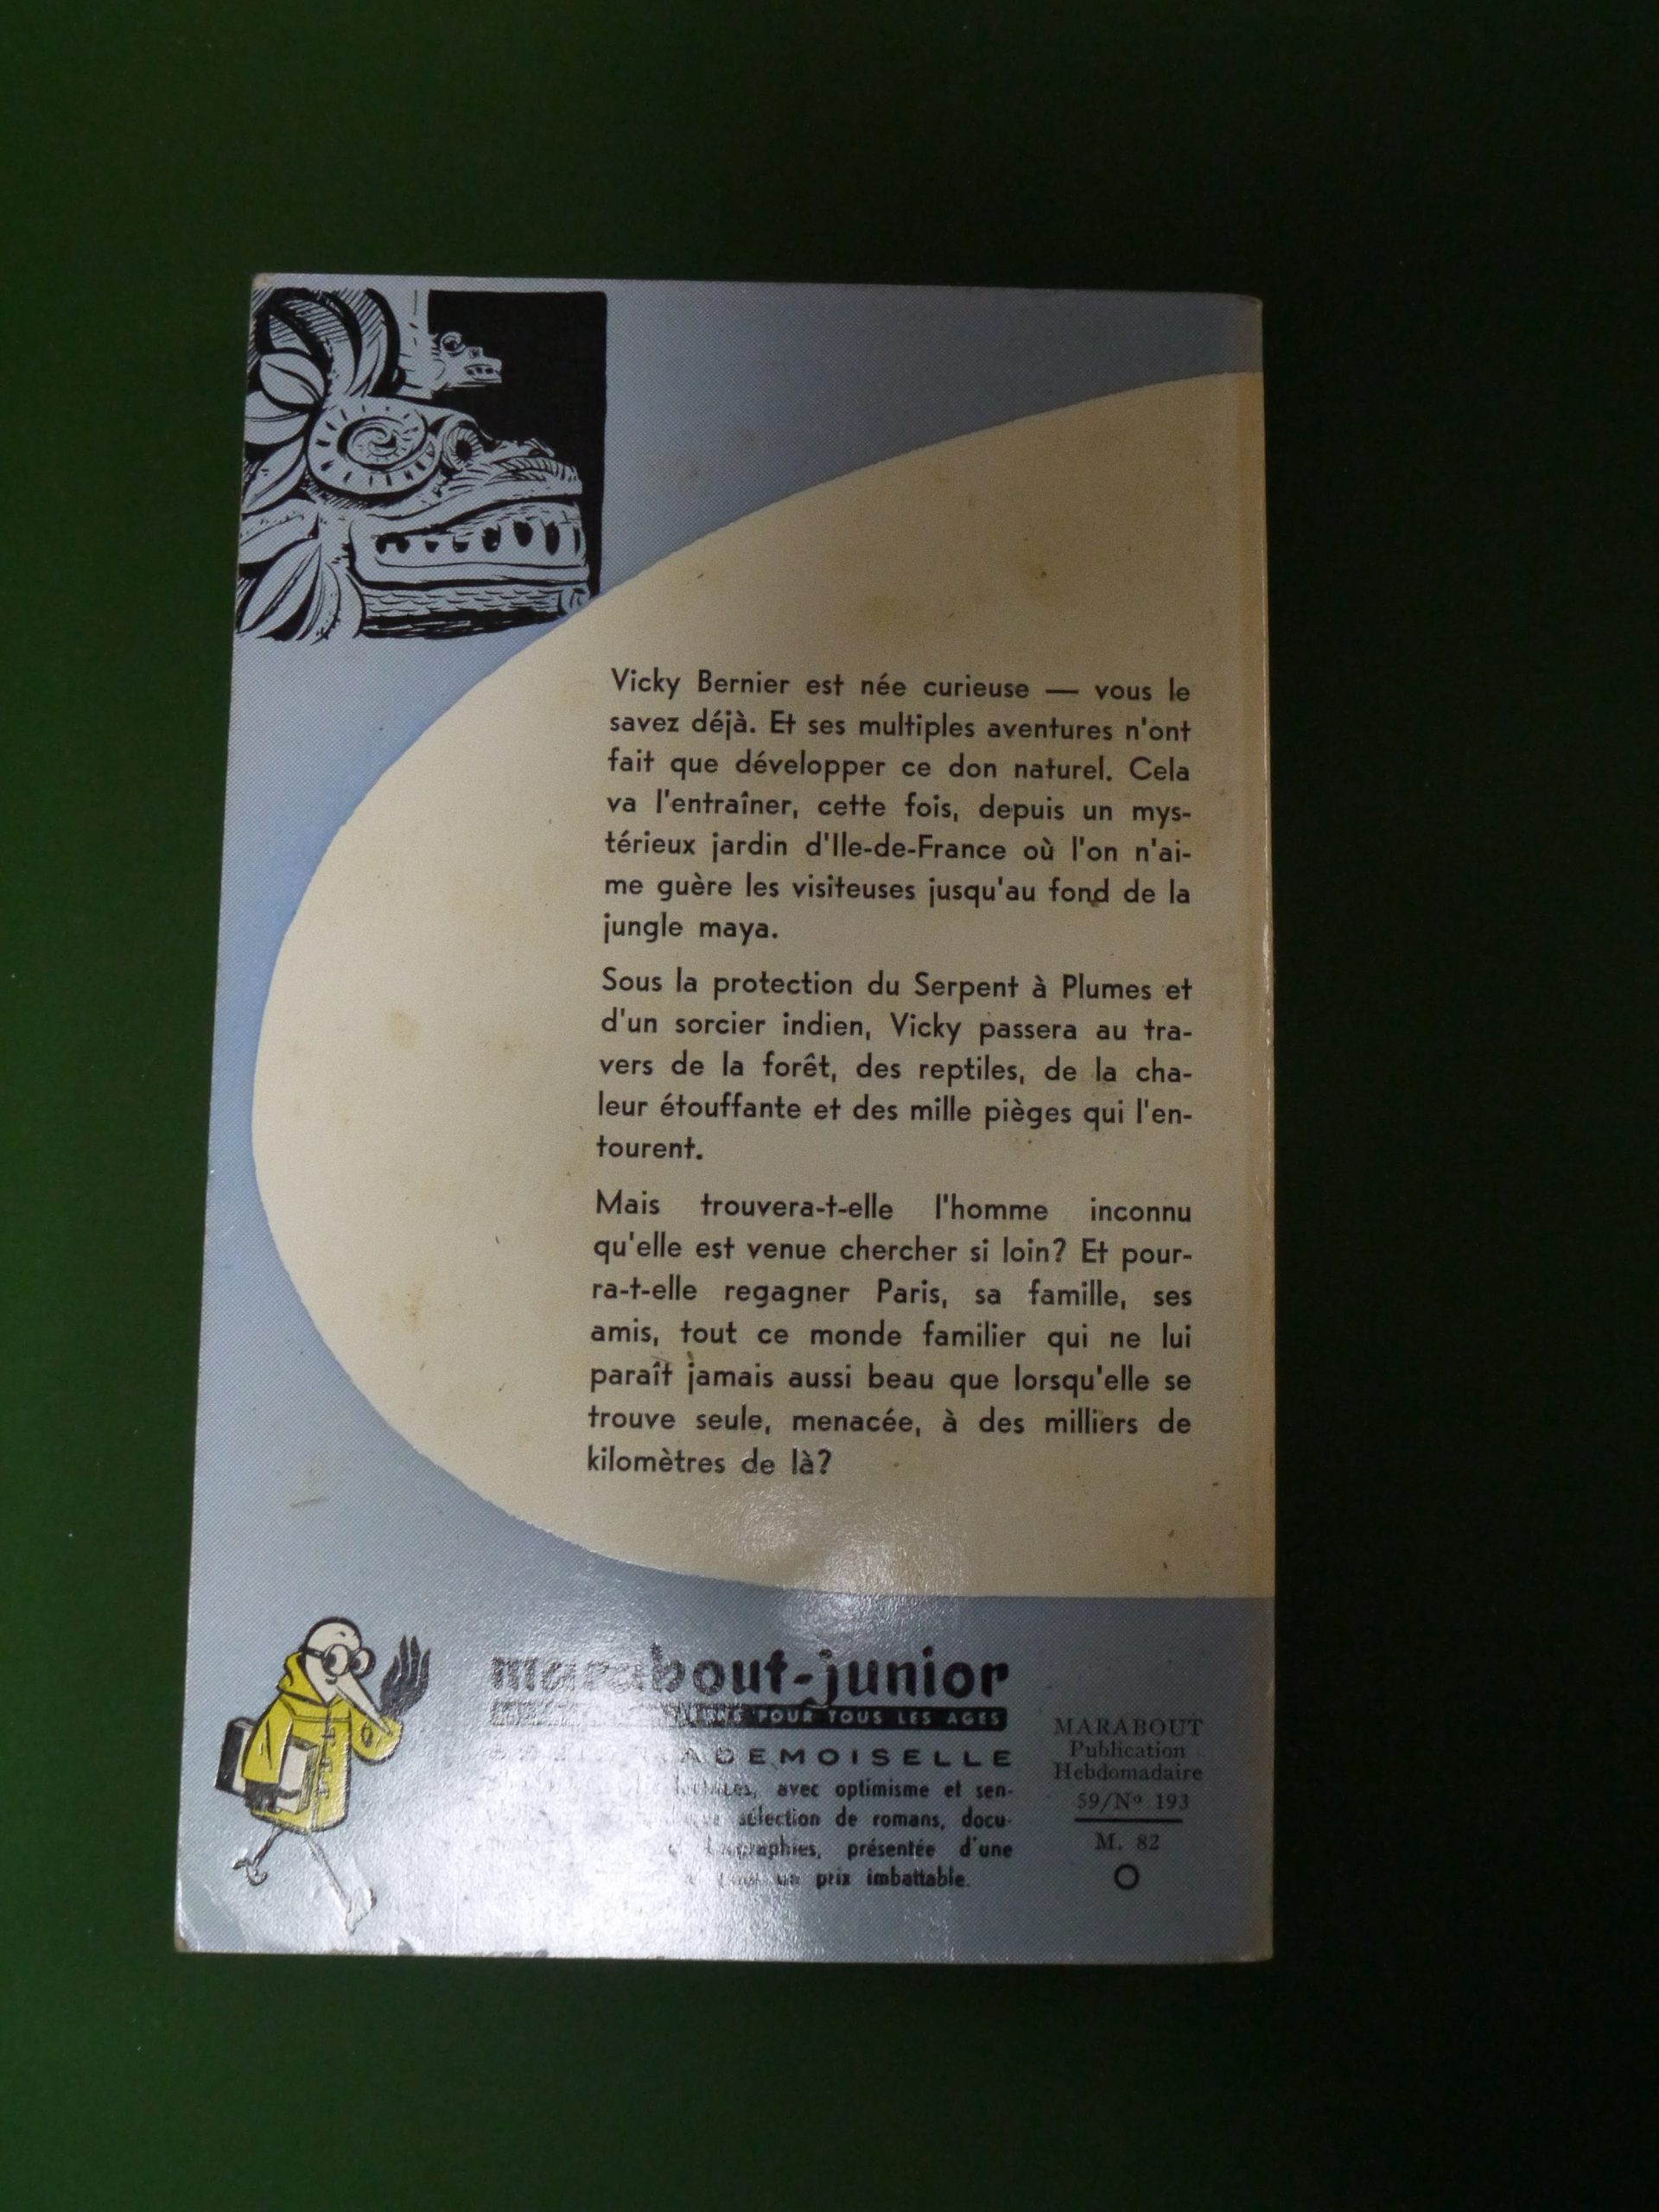 Vicky Bernier est née curieuse — vous le
savez déjà. Et ses multiples aventures n'ont
fait que développer ce don naturel. Cela
va l'entraîner, cette fois, depuis un mys-
térieux jardin d'Ile-de-France où l'on n'ai-
me guère les visiteuses jusqu'au fond de la
jungle maya.
Sous la protection du Serpent à Plumes et
d'un sorcier indien, Vicky passera au tra-
vers de la forêt, des reptiles, de la cha-
leur étouffante et des mille pièges qui l'en-
tourent.
Mais trouvera-t-elle l'homme inconnu
qu'elle est venue chercher si loin? Et pour-
ra-t-elle regagner Paris, sa famille, ses
amis, tout ce monde familier qui ne lui
paraît jamais aussi beau que lorsqu'elle se
trouve seule, menacée, à des milliers de
kilomètres de là?
marabout-junior
POUR TOUS LES AGES
MADEMOISELLE
avec optimisme et sen-
sélection de romans, docu-
présentée d'une
prix imbattable.
MARABOUT
Publication
Hebdomadaire
59/Nº 193
M. 82
O